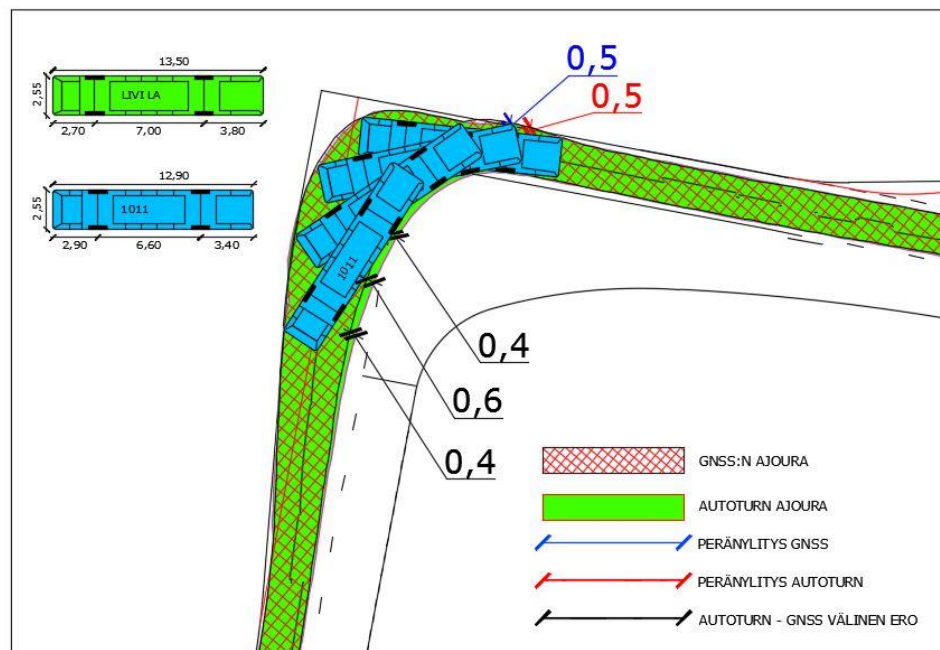 13,50
2,55
LIVI LA
2,70
7,00
3,80
12,90
2,55
1011
2,90
6,60
3,40
0,5
0,5
1011
0,4
0,6
0,4
GNSS:N AJOURA
AUTOTURN AJOURA
PERÄNYLITYS GNSS
PERÄNYLITYS AUTOTURN
AUTOTURN - GNSS VÄLINEN ERO